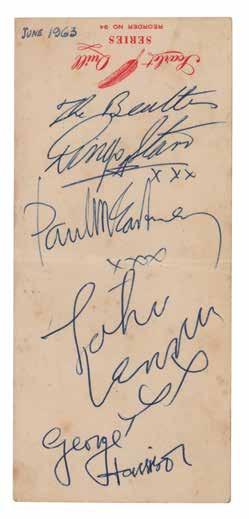 JUNE 1963
Scarlet Quill
SERIES
REORDER NO 94
The Beatles
Ringo Starr
xxx
Paul McCartney
xxx
John
Lennon
x
George
Harrison